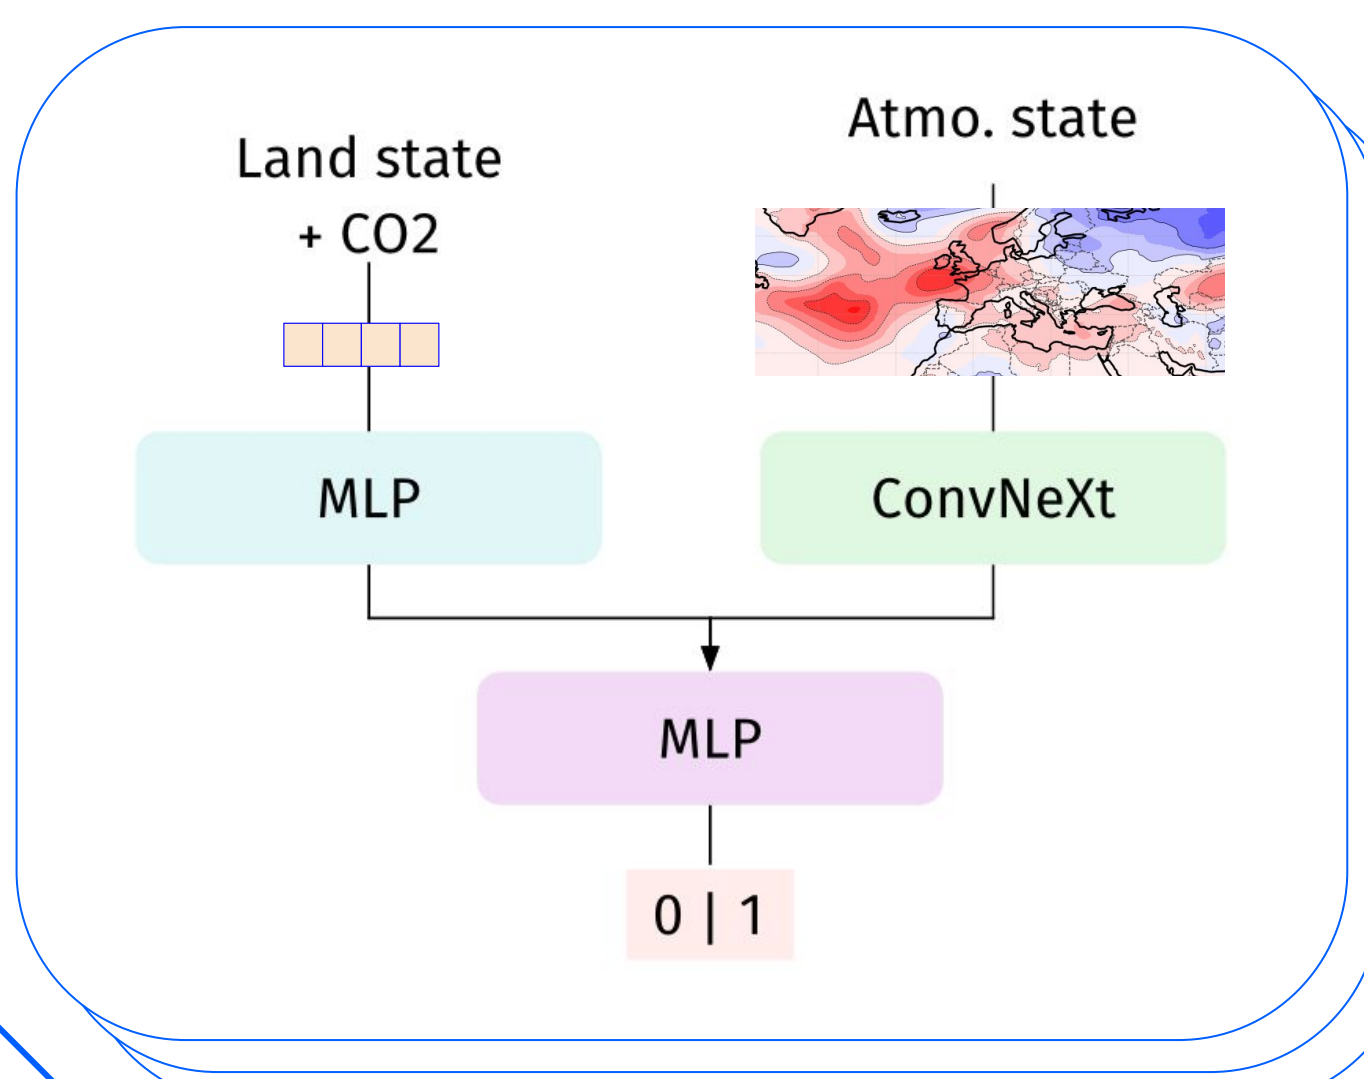 Land state
+ CO2
Atmo. state
MLP
ConvNeXt
MLP
0 | 1